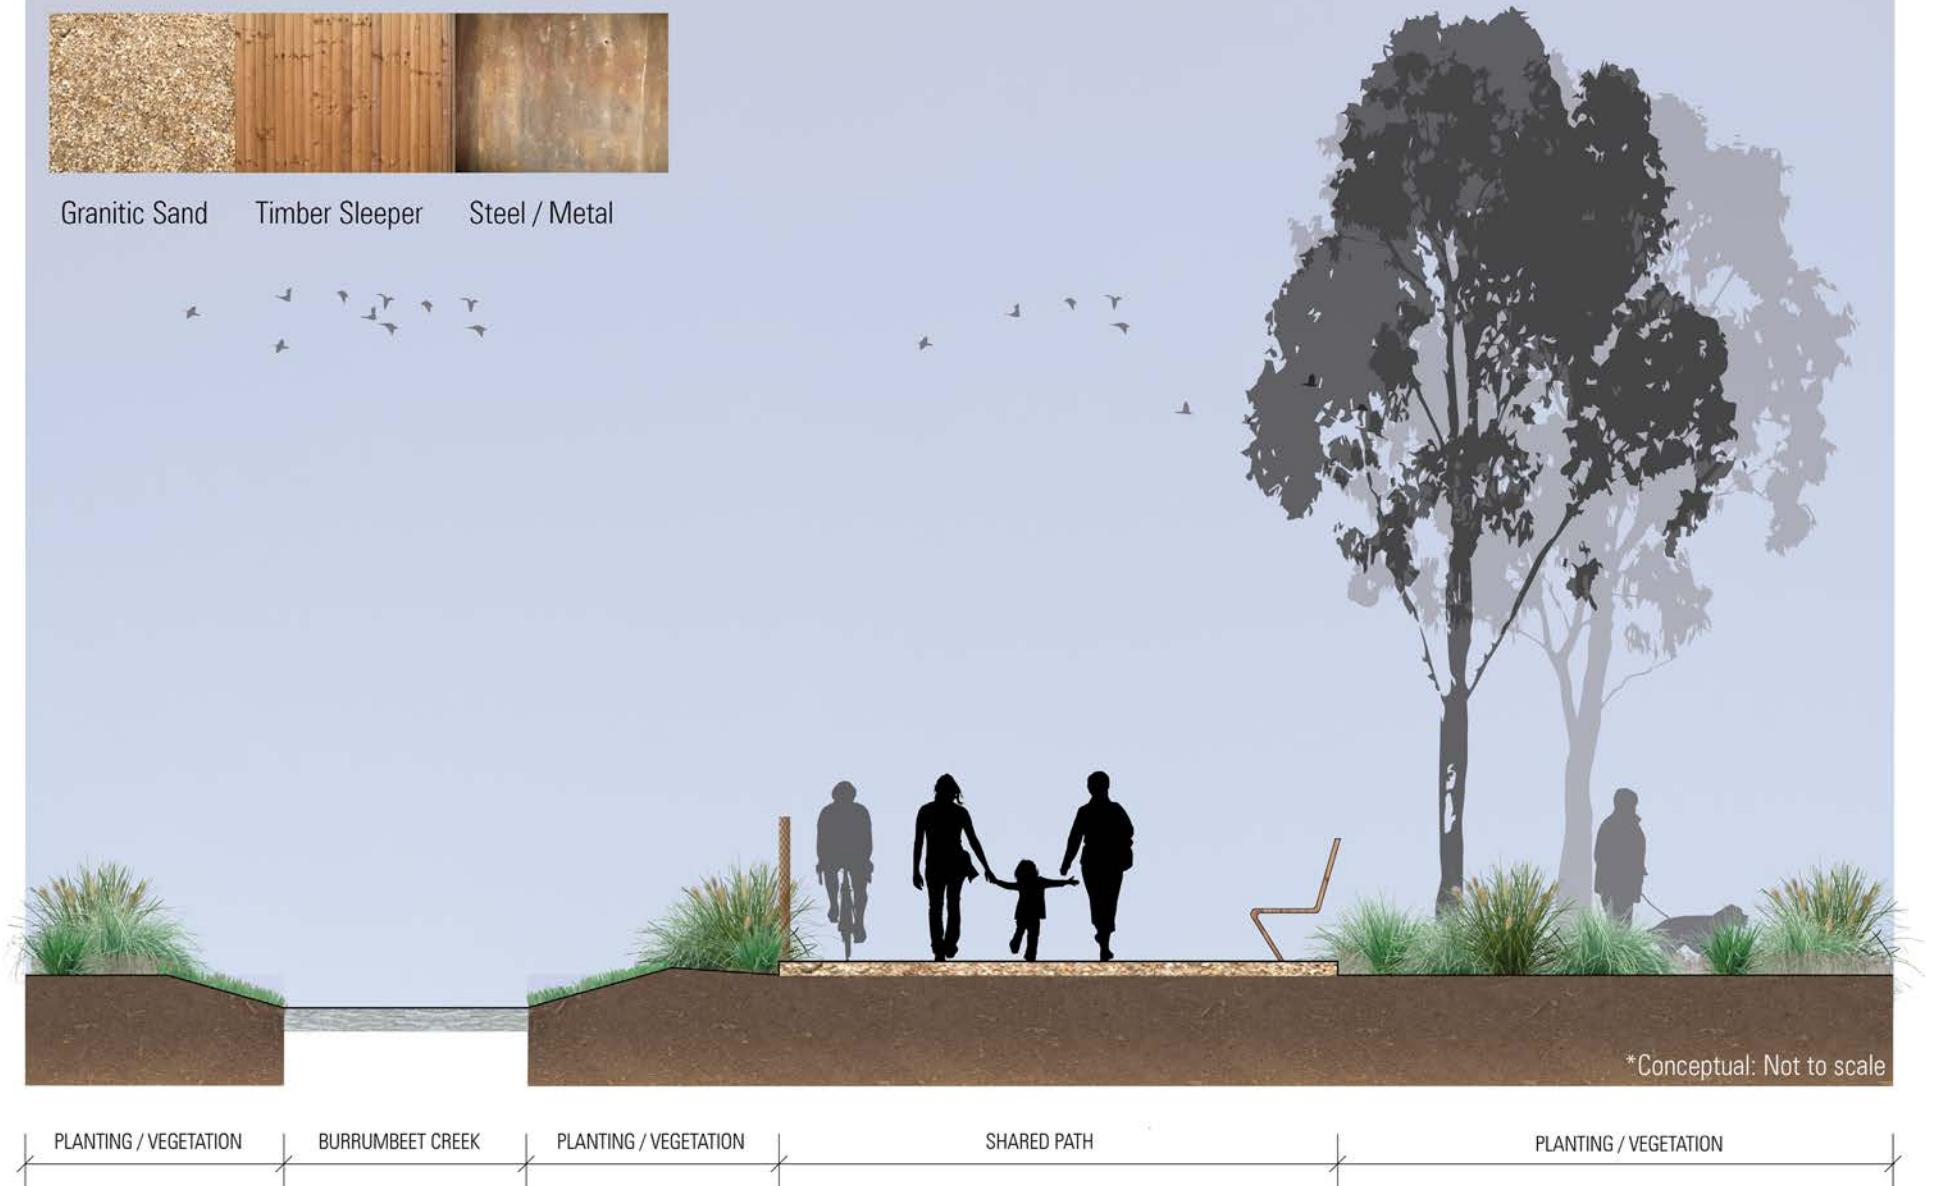 Granitic Sand
Timber Sleeper
Steel / Metal
*Conceptual: Not to scale
PLANTING / VEGETATION
BURRUMBEET CREEK
PLANTING / VEGETATION
SHARED PATH
PLANTING / VEGETATION